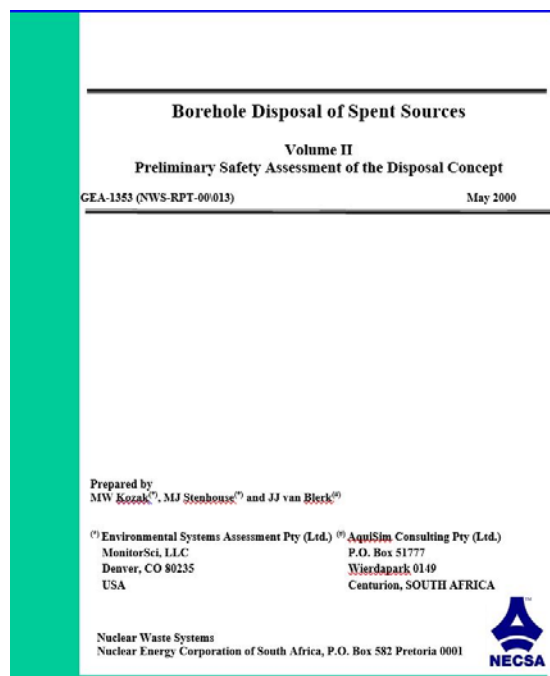 Borehole Disposal of Spent Sources
Volume II
Preliminary Safety Assessment of the Disposal Concept
GEA-1353 (NWS-RPT-00\013) May 2000
Prepared by
MW Kozak(*), MJ Stenhouse(*) and JJ van Blerk(#)
(*) Environmental Systems Assessment Pty (Ltd.) (#) AquiSim Consulting Pty (Ltd.)
MonitorSci, LLC P.O. Box 51777
Denver, CO 80235 Wierdapark 0149
USA Centurion, SOUTH AFRICA
Nuclear Waste Systems
Nuclear Energy Corporation of South Africa, P.O. Box 582 Pretoria 0001
NECSA